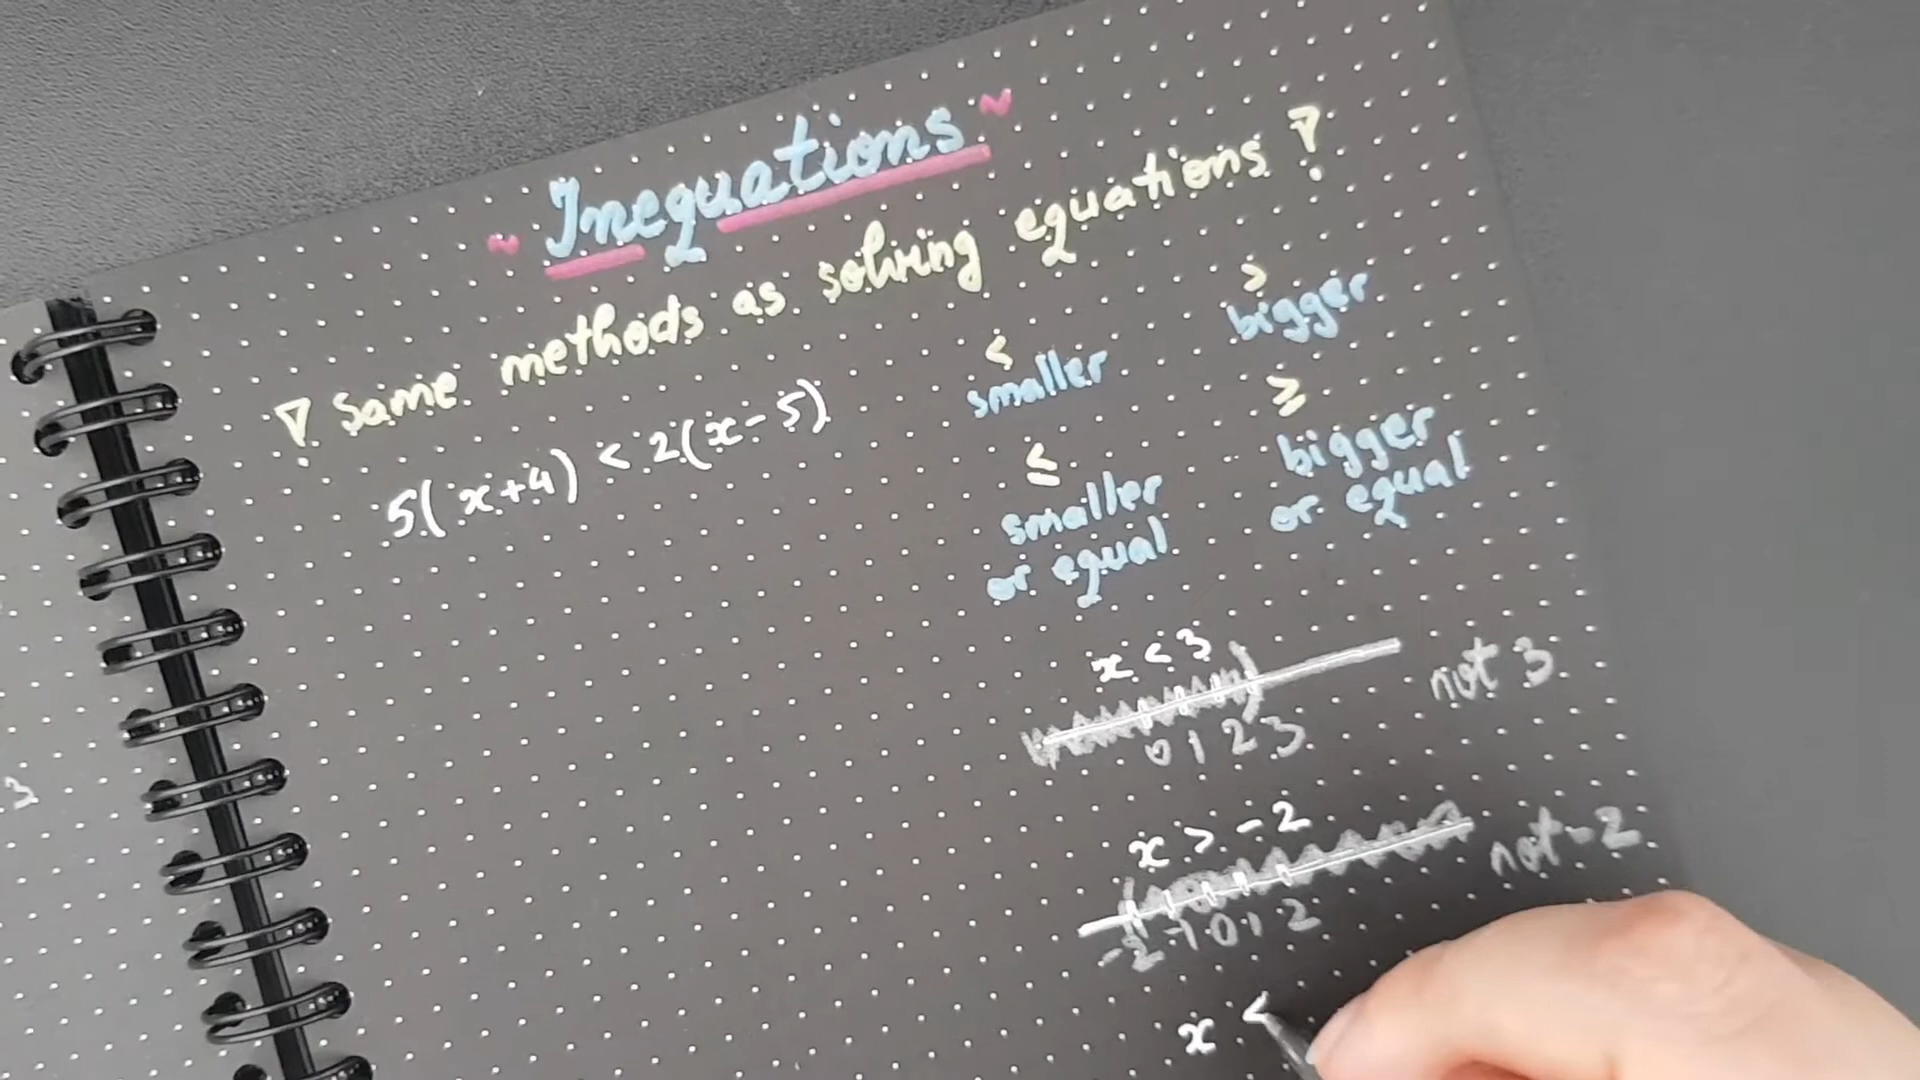 ~ Inequations ~
! Same methods as solving equations !
5(x+4) < 2(x-5)
<
smaller
>
bigger
≤
smaller
or equal
≥
bigger
or equal
x < 3
0 1 2 3
not 3
x > -2
-2 -1 0 1 2
not -2
x <
3